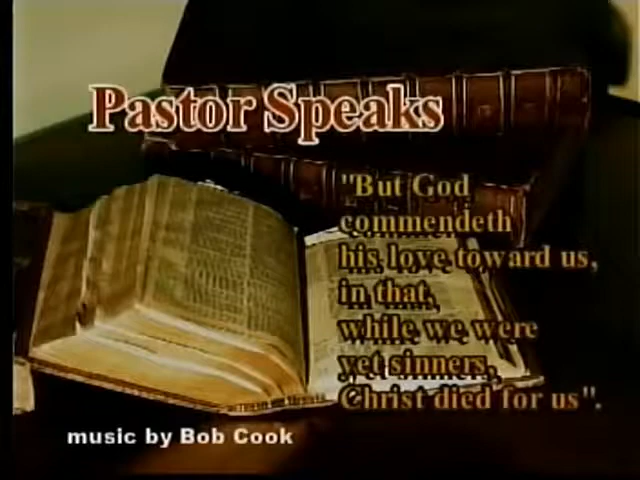 Pastor Speaks
"But God
commendeth
his love toward us,
in that,
while we were
yet sinners,
Christ died for us".
music by Bob Cook